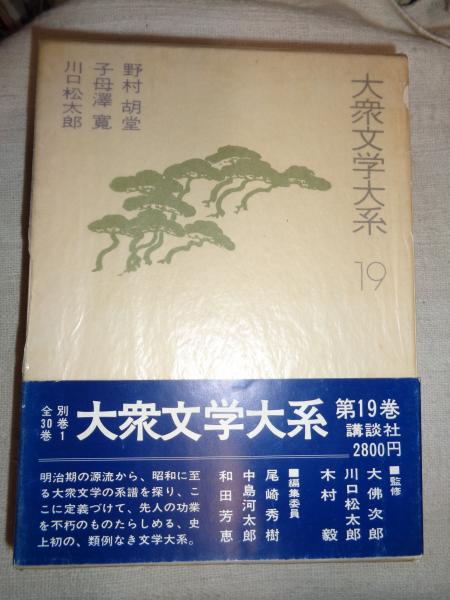 大衆文学大系
19
野村 胡堂
子母澤 寛
川口松太郎
全30巻
別巻1
大衆文学大系
第19巻
講談社
2800円
明治期の源流から、昭和に至
る大衆文学の系譜を探り、こ
こに定義づけて、先人の功業
を不朽のものたらしめる、史
上初の、類例なき文学大系。
■監修
大佛次郎
川口松太郎
木村 毅
■編集委員
尾崎秀樹
中島河太郎
和田芳恵